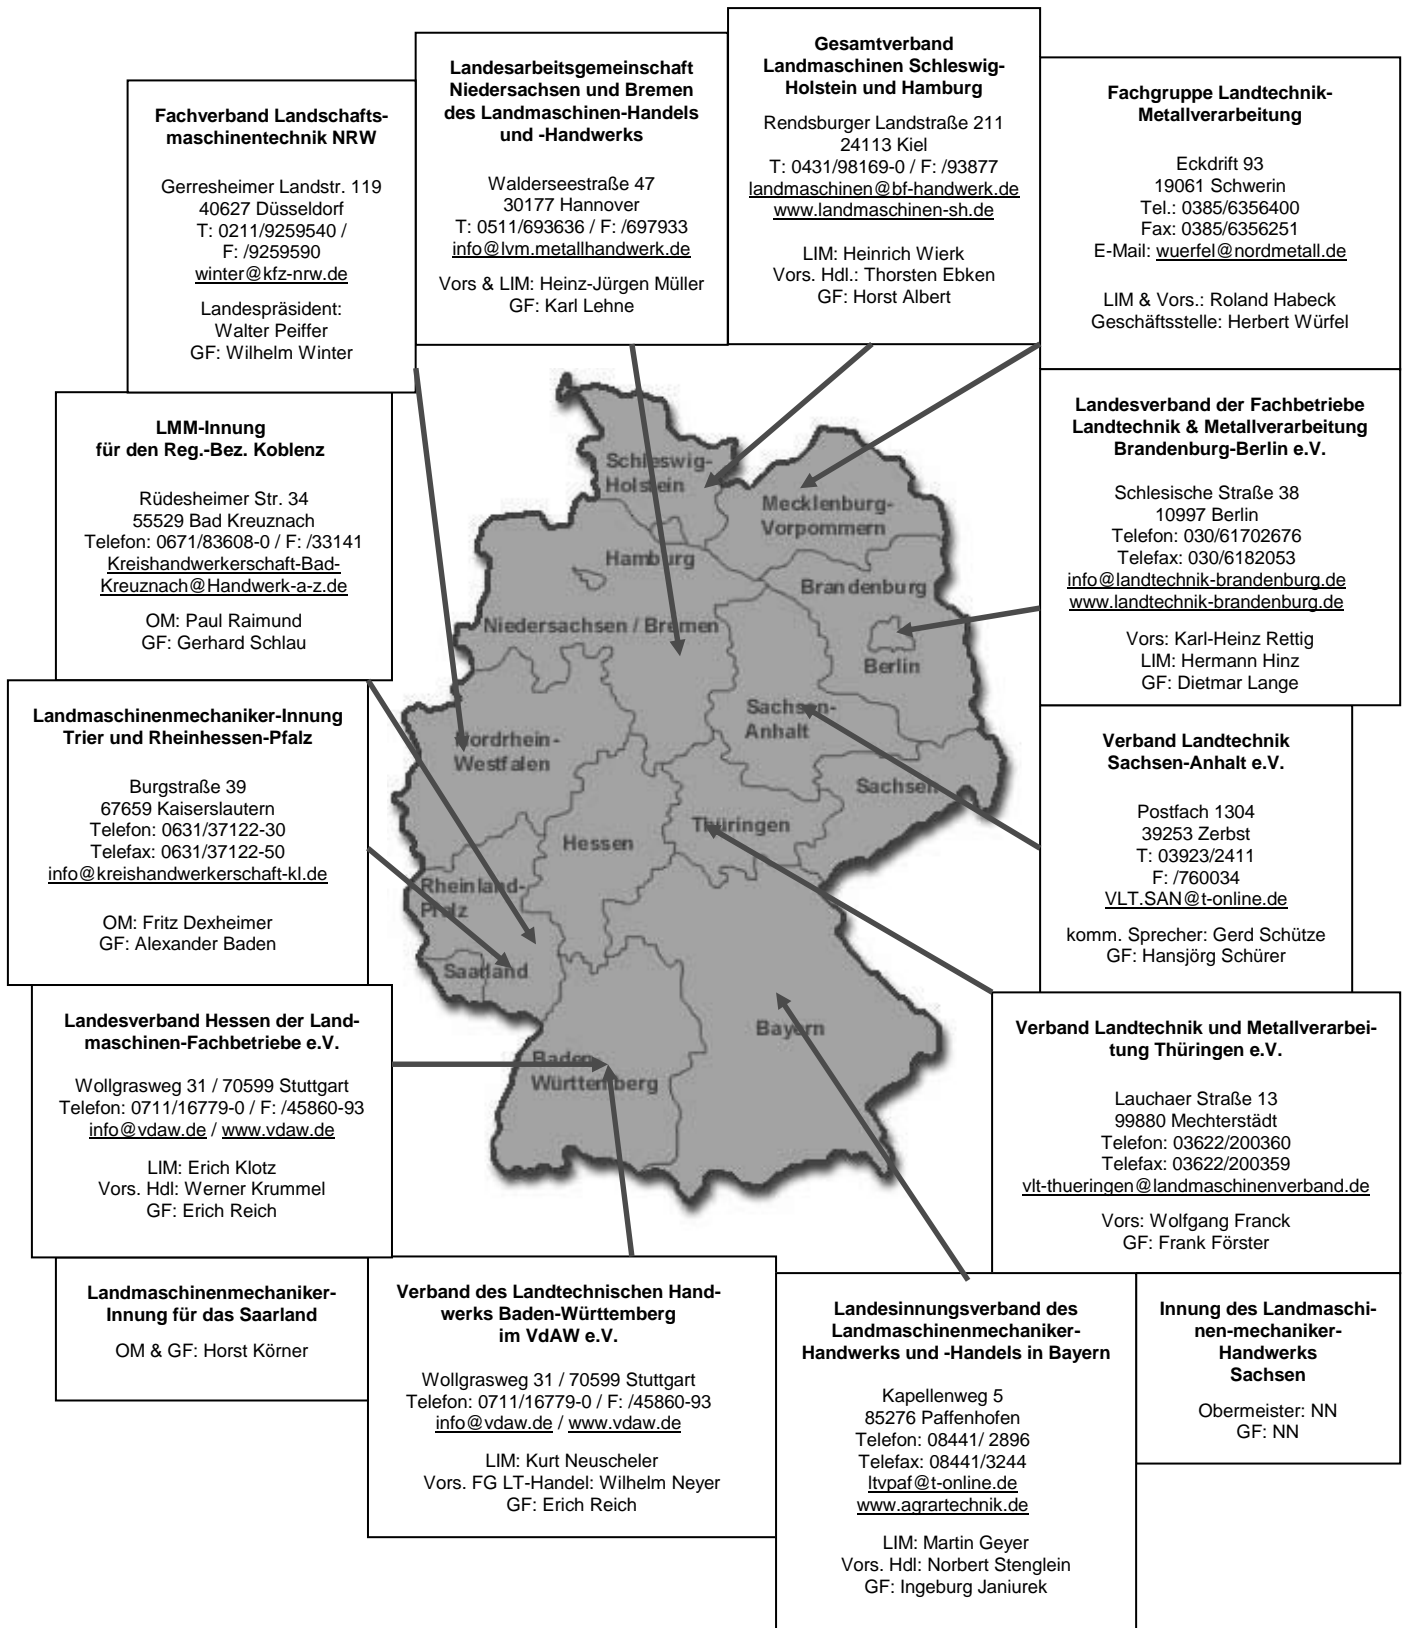 Gesamtverband
Landmaschinen Schleswig-
Holstein und Hamburg
Rendsburger Landstraße 211
24113 Kiel
T: 0431/98169-0 / F: /93877
landmaschinen@bf-handwerk.de
www.landmaschinen-sh.de
LIM: Heinrich Wierk
Vors. Hdl.: Thorsten Ebken
GF: Horst Albert
Landesarbeitsgemeinschaft
Niedersachsen und Bremen
des Landmaschinen-Handels
und -Handwerks
Walderseestraße 47
30177 Hannover
T: 0511/693636 / F: /697933
info@lvm.metallhandwerk.de
Vors & LIM: Heinz-Jürgen Müller
GF: Karl Lehne
Fachgruppe Landtechnik-
Metallverarbeitung
Eckdrift 93
19061 Schwerin
Tel.: 0385/6356400
Fax: 0385/6356251
E-Mail: wuerfel@nordmetall.de
LIM & Vors.: Roland Habeck
Geschäftsstelle: Herbert Würfel
Fachverband Landschafts-
maschinentechnik NRW
Gerresheimer Landstr. 119
40627 Düsseldorf
T: 0211/9259540 /
F: /9259590
winter@kfz-nrw.de
Landespräsident:
Walter Peiffer
GF: Wilhelm Winter
LMM-Innung
für den Reg.-Bez. Koblenz
Rüdesheimer Str. 34
55529 Bad Kreuznach
Telefon: 0671/83608-0 / F: /33141
Kreishandwerkerschaft-Bad-
Kreuznach@Handwerk-a-z.de
OM: Paul Raimund
GF: Gerhard Schlau
Landesverband der Fachbetriebe
Landtechnik & Metallverarbeitung
Brandenburg-Berlin e.V.
Schlesische Straße 38
10997 Berlin
Telefon: 030/61702676
Telefax: 030/6182053
info@landtechnik-brandenburg.de
www.landtechnik-brandenburg.de
Vors: Karl-Heinz Rettig
LIM: Hermann Hinz
GF: Dietmar Lange
Schleswig-
Holstein
Mecklenburg-
Vorpommern
Hamburg
Brandenburg
Niedersachsen / Bremen
Berlin
Sachsen-
Anhalt
Nordrhein-
Westfalen
Sachsen
Thüringen
Hessen
Rheinland-
Pfalz
Saarland
Bayern
Baden
Württemberg
Landmaschinenmechaniker-Innung
Trier und Rheinhessen-Pfalz
Burgstraße 39
67659 Kaiserslautern
Telefon: 0631/37122-30
Telefax: 0631/37122-50
info@kreishandwerkerschaft-kl.de
OM: Fritz Dexheimer
GF: Alexander Baden
Verband Landtechnik
Sachsen-Anhalt e.V.
Postfach 1304
39253 Zerbst
T: 03923/2411
F: /760034
VLT.SAN@t-online.de
komm. Sprecher: Gerd Schütze
GF: Hansjörg Schürer
Landesverband Hessen der Land-
maschinen-Fachbetriebe e.V.
Wollgrasweg 31 / 70599 Stuttgart
Telefon: 0711/16779-0 / F: /45860-93
info@vdaw.de / www.vdaw.de
LIM: Erich Klotz
Vors. Hdl: Werner Krummel
GF: Erich Reich
Verband Landtechnik und Metallverarbei-
tung Thüringen e.V.
Lauchaer Straße 13
99880 Mechterstädt
Telefon: 03622/200360
Telefax: 03622/200359
vlt-thueringen@landmaschinenverband.de
Vors: Wolfgang Franck
GF: Frank Förster
Landmaschinenmechaniker-
Innung für das Saarland
OM & GF: Horst Körner
Verband des Landtechnischen Hand-
werks Baden-Württemberg
im VdAW e.V.
Wollgrasweg 31 / 70599 Stuttgart
Telefon: 0711/16779-0 / F: /45860-93
info@vdaw.de / www.vdaw.de
LIM: Kurt Neuscheler
Vors. FG LT-Handel: Wilhelm Neyer
GF: Erich Reich
Landesinnungsverband des
Landmaschinenmechaniker-
Handwerks und -Handels in Bayern
Kapellenweg 5
85276 Paffenhofen
Telefon: 08441/ 2896
Telefax: 08441/3244
ltvpaf@t-online.de
www.agrartechnik.de
LIM: Martin Geyer
Vors. Hdl: Norbert Stenglein
GF: Ingeburg Janiurek
Innung des Landmaschi-
nen-mechaniker-
Handwerks
Sachsen
Obermeister: NN
GF: NN